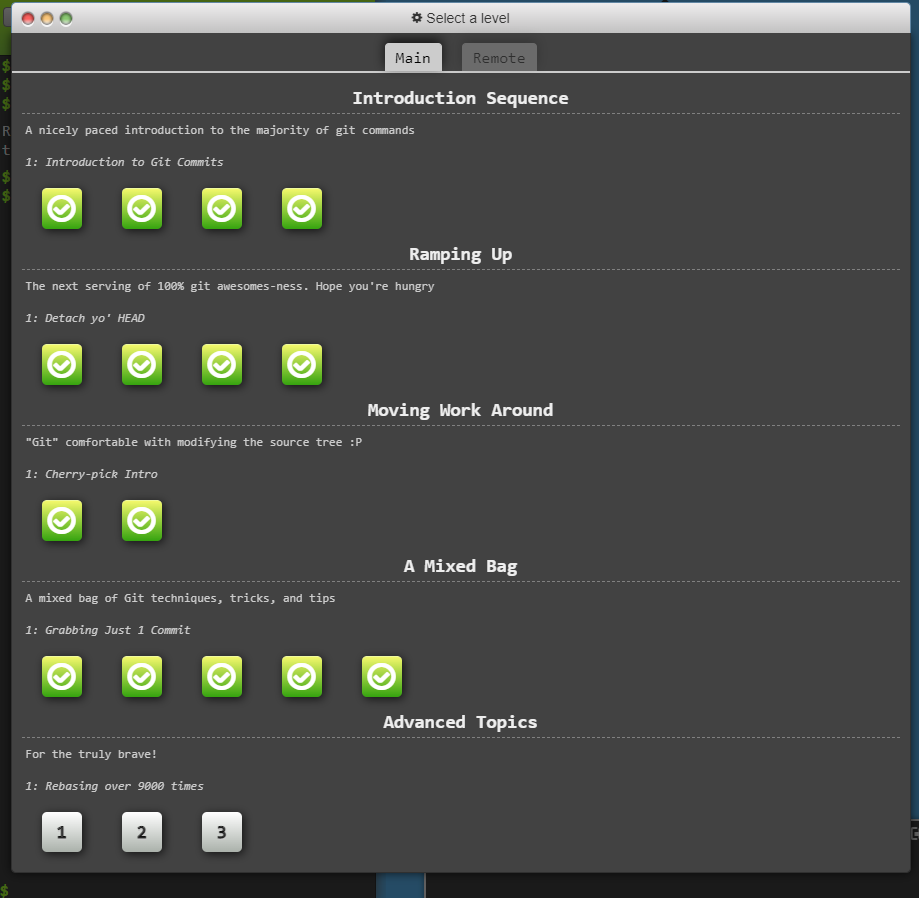 Select a level
Main Remote
Introduction Sequence
A nicely paced introduction to the majority of git commands
1: Introduction to Git Commits
Ramping Up
The next serving of 100% git awesomes-ness. Hope you're hungry
1: Detach yo' HEAD
Moving Work Around
"Git" comfortable with modifying the source tree :P
1: Cherry-pick Intro
A Mixed Bag
A mixed bag of Git techniques, tricks, and tips
1: Grabbing Just 1 Commit
Advanced Topics
For the truly brave!
1: Rebasing over 9000 times
1 2 3
$
$
$
$
$
$